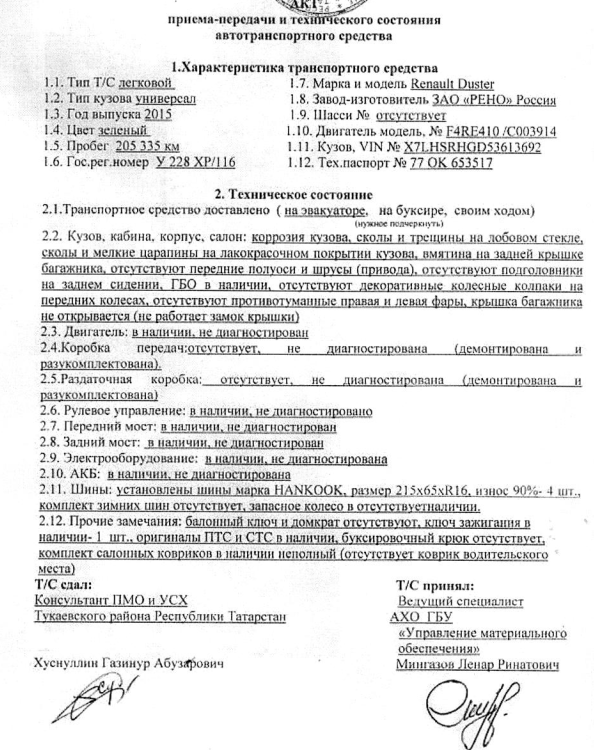 АКТ
приема-передачи и технического состояния
автотранспортного средства
1.Характеристика транспортного средства
1.1. Тип Т/С легковой
1.2. Тип кузова универсал
1.3. Год выпуска 2015
1.4. Цвет зеленый
1.5. Пробег 205 335 км
1.6. Гос.рег.номер У 228 ХР/116
1.7. Марка и модель Renault Duster
1.8. Завод-изготовитель ЗАО «РЕНО» Россия
1.9. Шасси № отсутствует
1.10. Двигатель модель, № F4RE410 /C003914
1.11. Кузов, VIN № X7LHSRHGD53613692
1.12. Тех.паспорт № 77 ОК 653517
2. Техническое состояние
2.1.Транспортное средство доставлено ( на эвакуаторе, на буксире, своим ходом)
(нужное подчеркнуть)
2.2. Кузов, кабина, корпус, салон: коррозия кузова, сколы и трещины на лобовом стекле,
сколы и мелкие царапины на лакокрасочном покрытии кузова, вмятина на задней крышке
багажника, отсутствуют передние полуоси и шрусы (привода), отсутствуют подголовники
на заднем сидении, ГБО в наличии, отсутствуют декоративные колесные колпаки на
передних колесах, отсутствуют противотуманные правая и левая фары, крышка багажника
не открывается (не работает замок крышки)
2.3. Двигатель: в наличии, не диагностирован
2.4.Коробка передач:отсутствует, не диагностирована (демонтирована и
разукомплектована).
2.5.Раздаточная коробка: отсутствует, не диагностирована (демонтирована и
разукомплектована)
2.6. Рулевое управление: в наличии, не диагностировано
2.7. Передний мост: в наличии, не диагностирован
2.8. Задний мост: в наличии, не диагностирован
2.9. Электрооборудование: в наличии, не диагностирована
2.10. АКБ: в наличии, не диагностирована
2.11. Шины: установлены шины марка HANKOOK, размер 215х65хR16, износ 90%- 4 шт.,
комплект зимних шин отсутствует, запасное колесо в отсутствуетналичии.
2.12. Прочие замечания: балонный ключ и домкрат отсутствуют, ключ зажигания в
наличии- 1 шт., оригиналы ПТС и СТС в наличии, буксировочный крюк отсутствует,
комплект салонных ковриков в наличии неполный (отсутствует коврик водительского
места)
Т/С сдал:
Консультант ПМО и УСХ
Тукаевского района Республики Татарстан
Хуснуллин Газинур Абузарович
Т/С принял:
Ведущий специалист
АХО ГБУ
«Управление материального
обеспечения»
Мингазов Ленар Ринатович